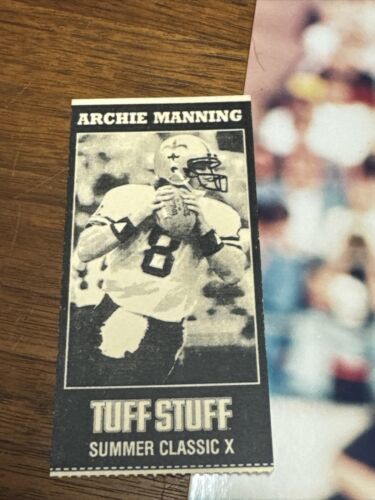 ARCHIE MANNING
8
TUFF STUFF
SUMMER CLASSIC X